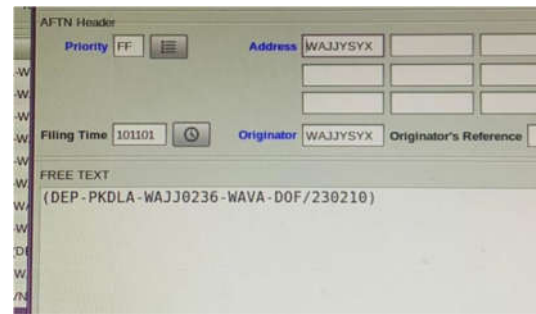 AFTN Header
Priority FF Address WAJJYSYX
Filing Time 101101 Originator WAJJYSYX Originator's Reference
FREE TEXT
(DEP-PKDLA-WAJJ0236-WAVA-DOF/230210)